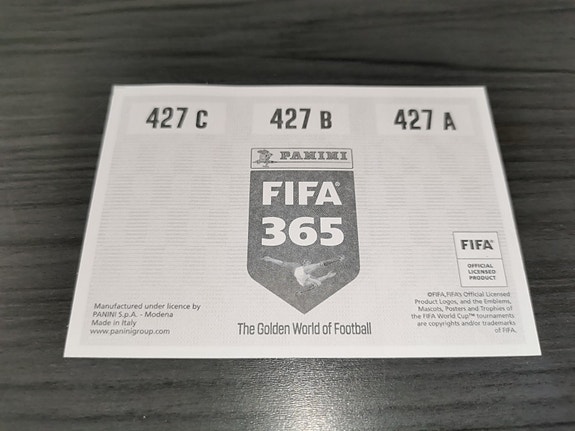 427 C
427 B
427 A
PANINI
FIFA®
365
FIFA®
OFFICIAL
LICENSED
PRODUCT
Manufactured under licence by
PANINI S.p.A. - Modena
Made in Italy
www.paninigroup.com
The Golden World of Football
©FIFA, FIFA's Official Licensed
Product Logos, and the Emblems,
Mascots, Posters and Trophies of
the FIFA World Cup™ tournaments
are copyrights and/or trademarks
of FIFA.